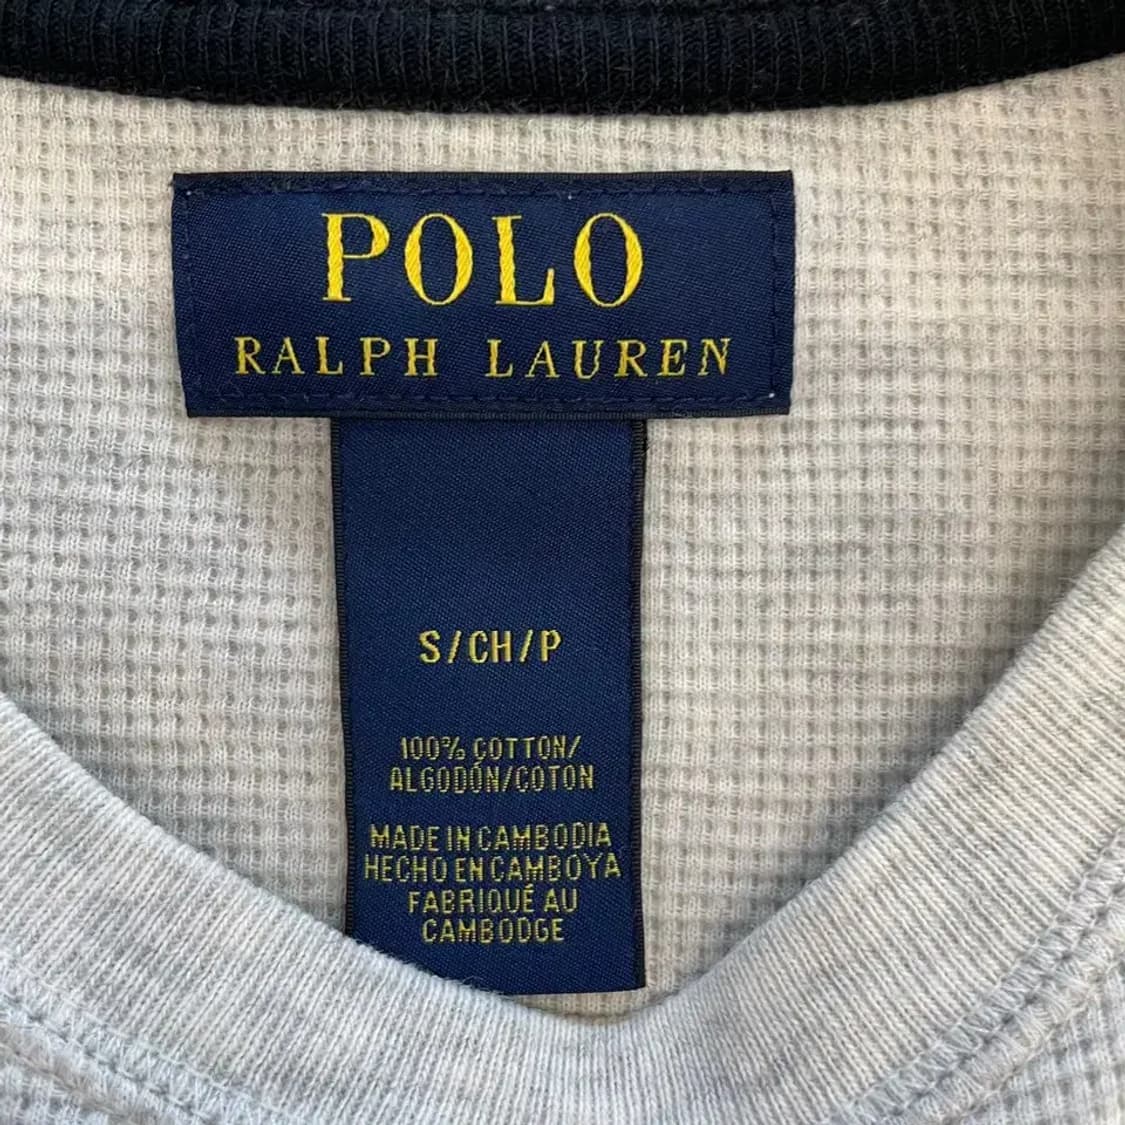 POLO
RALPH LAUREN
S/CH/P
100% COTTON/
ALGODÓN/COTON
MADE IN CAMBODIA
HECHO EN CAMBOYA
FABRIQUÉ AU
CAMBODGE